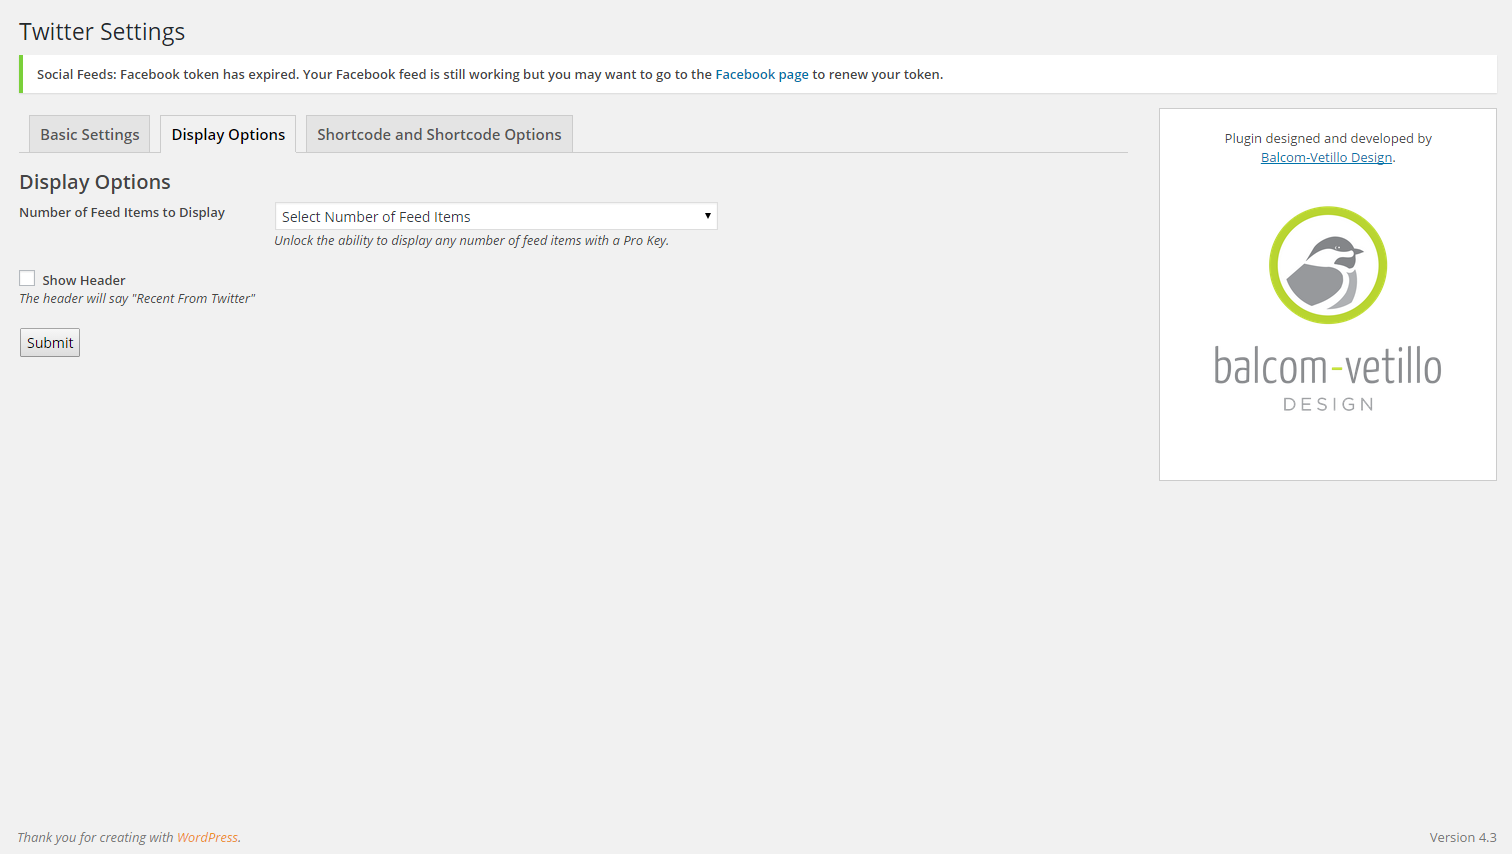 Twitter Settings
Social Feeds: Facebook token has expired. Your Facebook feed is still working but you may want to go to the Facebook page to renew your token.
Basic Settings
Display Options
Shortcode and Shortcode Options
Display Options
Number of Feed Items to Display
Select Number of Feed Items
Unlock the ability to display any number of feed items with a Pro Key.
Show Header
The header will say "Recent From Twitter"
Submit
Plugin designed and developed by
Balcom-Vetillo Design.
balcom-vetillo
DESIGN
Thank you for creating with WordPress.
Version 4.3